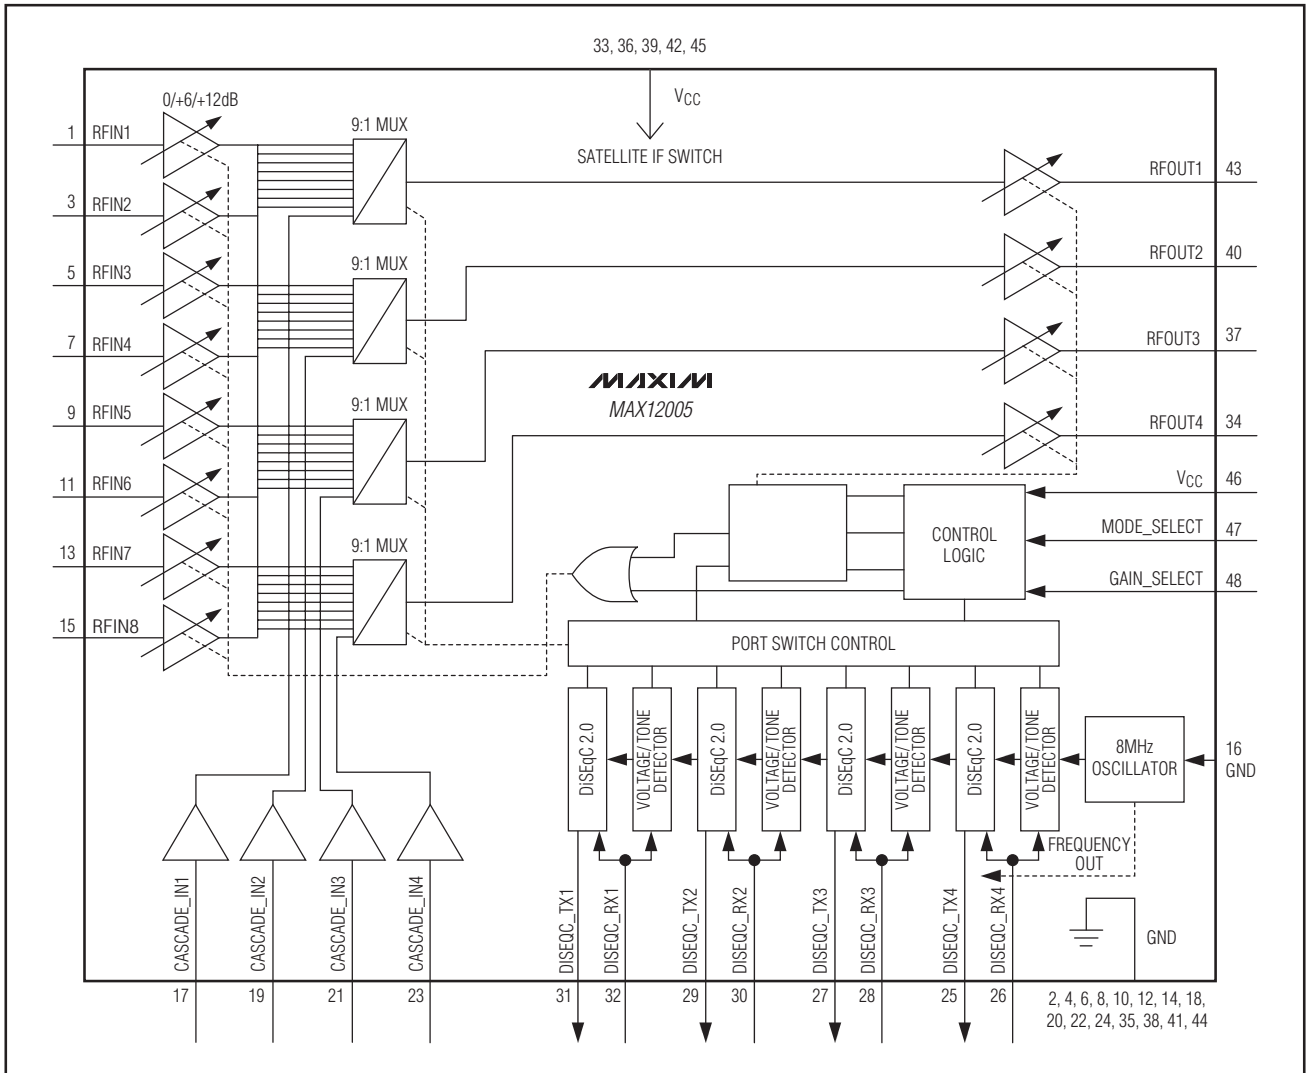 33, 36, 39, 42, 45
VCC
SATELLITE IF SWITCH
0/+6/+12dB
1 RFIN1
3 RFIN2
5 RFIN3
7 RFIN4
9 RFIN5
11 RFIN6
13 RFIN7
15 RFIN8
9:1 MUX
9:1 MUX
9:1 MUX
9:1 MUX
RFOUT1 43
RFOUT2 40
RFOUT3 37
RFOUT4 34
MAXIM
MAX12005
VCC 46
MODE_SELECT 47
GAIN_SELECT 48
CONTROL
LOGIC
PORT SWITCH CONTROL
DiSEqC 2.0
VOLTAGE/TONE
DETECTOR
DiSEqC 2.0
VOLTAGE/TONE
DETECTOR
DiSEqC 2.0
VOLTAGE/TONE
DETECTOR
DiSEqC 2.0
VOLTAGE/TONE
DETECTOR
8MHz
OSCILLATOR
16
GND
FREQUENCY
OUT
CASCADE_IN1
CASCADE_IN2
CASCADE_IN3
CASCADE_IN4
DISEQC_TX1
DISEQC_RX1
DISEQC_TX2
DISEQC_RX2
DISEQC_TX3
DISEQC_RX3
DISEQC_TX4
DISEQC_RX4
GND
17 19 21 23 31 32 29 30 27 28 25 26
2, 4, 6, 8, 10, 12, 14, 18,
20, 22, 24, 35, 38, 41, 44